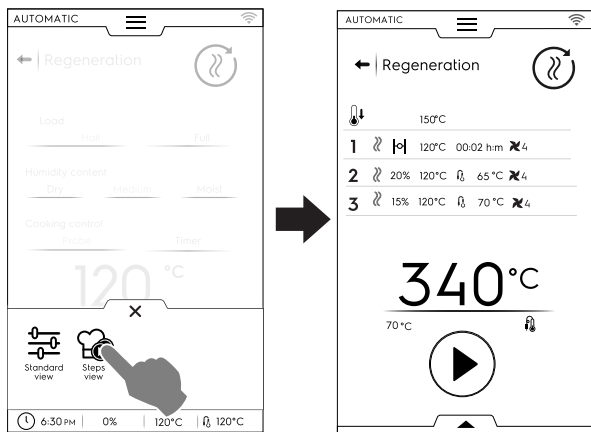 AUTOMATIC
Regeneration
Load
Half Full
Humidity content
Dry Medium Moist
Cooking control
Probe Timer
120 °C
Standard view
Steps view
6:30 PM 0% 120°C 120°C
AUTOMATIC
Regeneration
150°C
1 120°C 00:02 h:m 4
2 20% 120°C 65 °C 4
3 15% 120°C 70 °C 4
340°C
70 °C